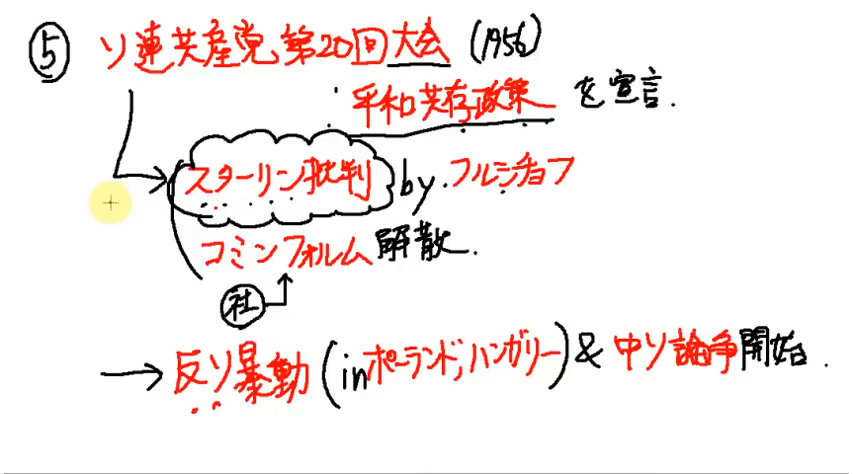 ⑤ ソ連共産党第20回大会 (1956)
平和共存政策 を宣言.
スターリン批判 by. フルシチョフ
コミンフォルム解散.
社
→ 反ソ暴動 (in ポーランド, ハンガリー) & 中ソ論争開始.